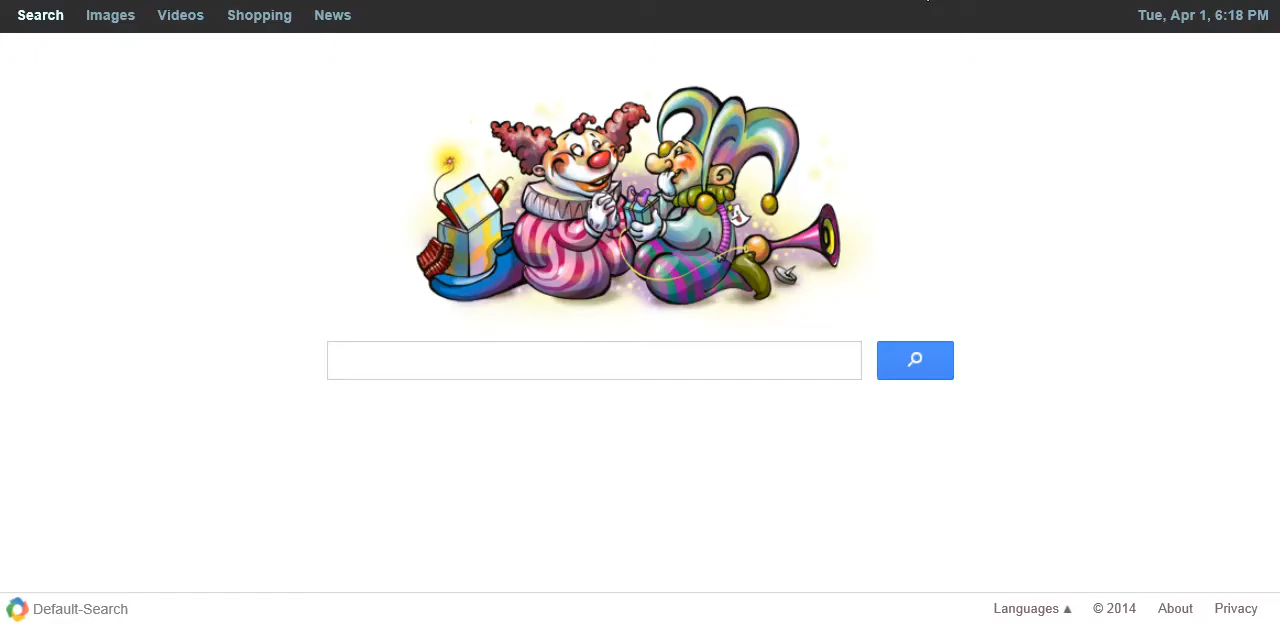 Search Images Videos Shopping News Tue, Apr 1, 6:18 PM
Default-Search Languages ▲ © 2014 About Privacy